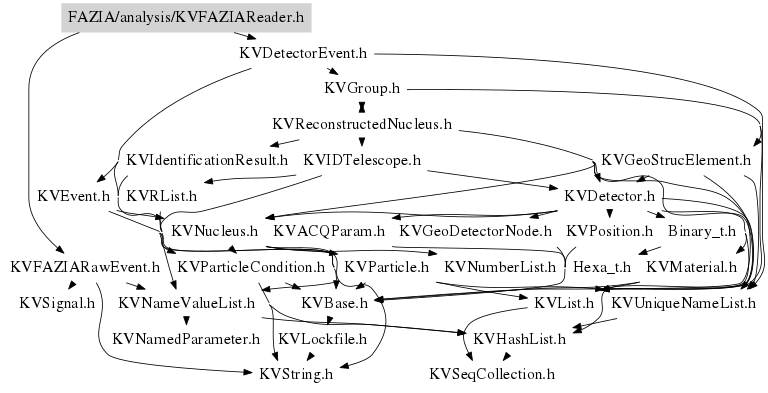 FAZIA/analysis/KVFAZIAReader.h
KVDetectorEvent.h
KVGroup.h
KVReconstructedNucleus.h
KVIdentificationResult.h KVIDTelescope.h KVGeoStrucElement.h
KVEvent.h KVRList.h KVDetector.h
KVNucleus.h KVACQParam.h KVGeoDetectorNode.h KVPosition.h Binary_t.h
KVFAZIARawEvent.h KVParticleCondition.h KVParticle.h KVNumberList.h Hexa_t.h KVMaterial.h
KVSignal.h KVNameValueList.h KVBase.h KVList.h KVUniqueNameList.h
KVNamedParameter.h KVLockfile.h KVHashList.h
KVString.h KVSeqCollection.h